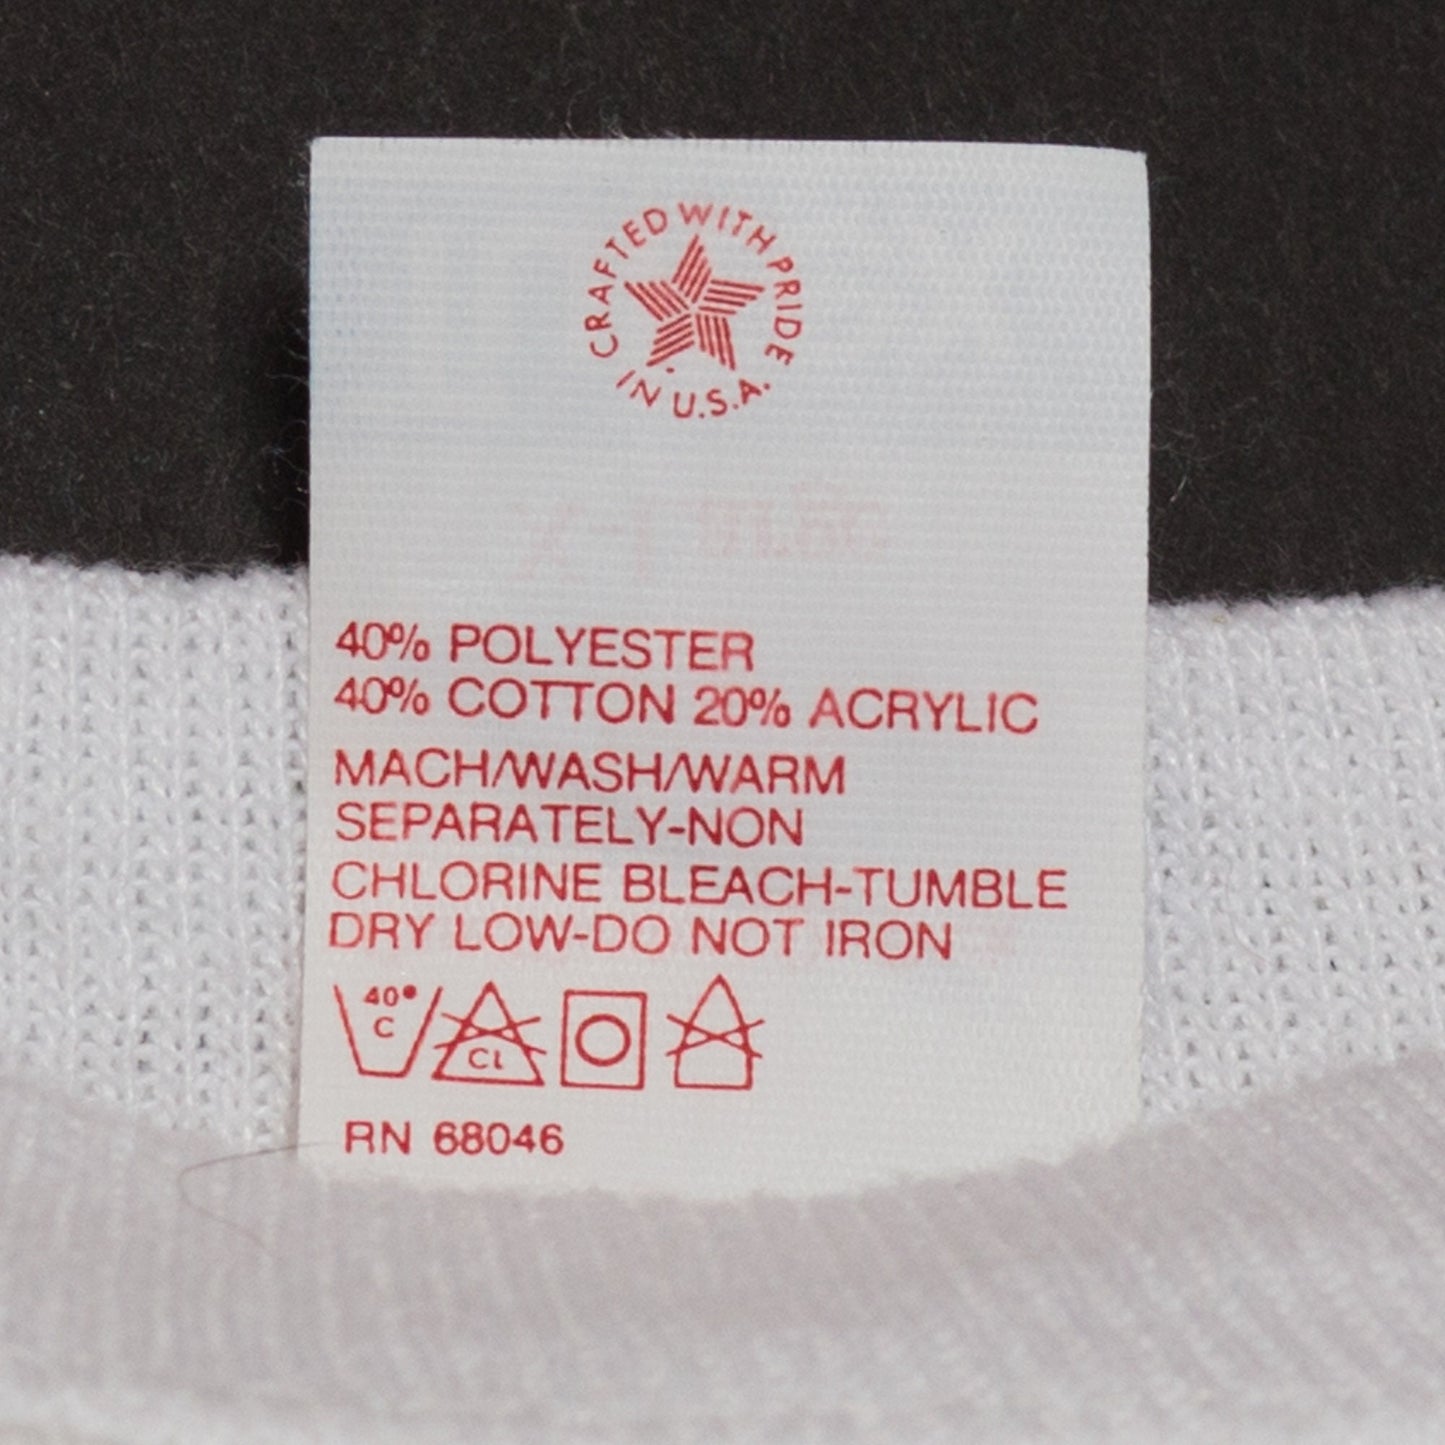 CRAFTED WITH PRIDE
IN U.S.A.
40% POLYESTER
40% COTTON 20% ACRYLIC
MACH/WASH/WARM
SEPARATELY-NON
CHLORINE BLEACH-TUMBLE
DRY LOW-DO NOT IRON
40°
C
CL
RN 68046